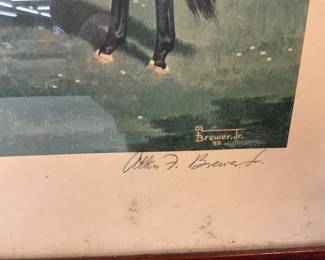 A
Brewer, Jr.
55
Allen F. Brewer, Jr.